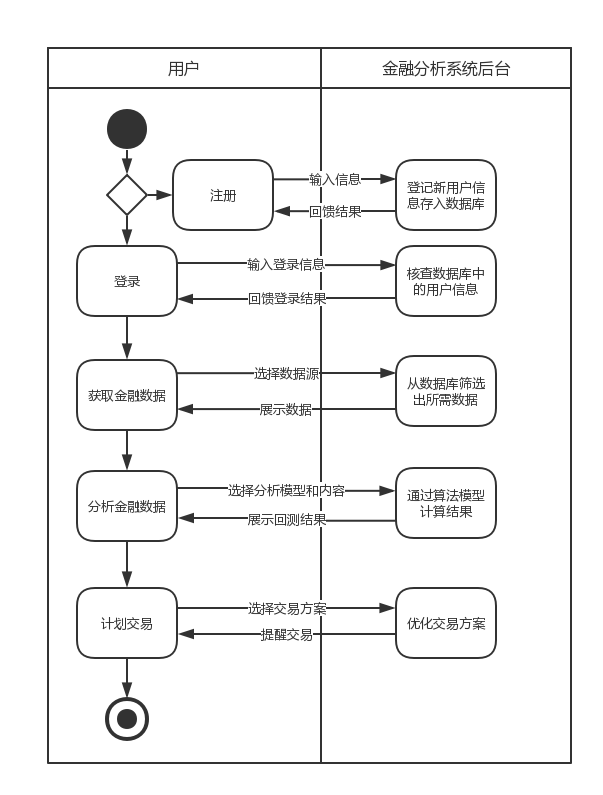 用户
金融分析系统后台
注册
输入信息
回馈结果
登记新用户信
息存入数据库
登录
输入登录信息
回馈登录结果
核查数据库中
的用户信息
获取金融数据
选择数据源
展示数据
从数据库筛选
出所需数据
分析金融数据
选择分析模型和内容
展示回测结果
通过算法模型
计算结果
计划交易
选择交易方案
提醒交易
优化交易方案